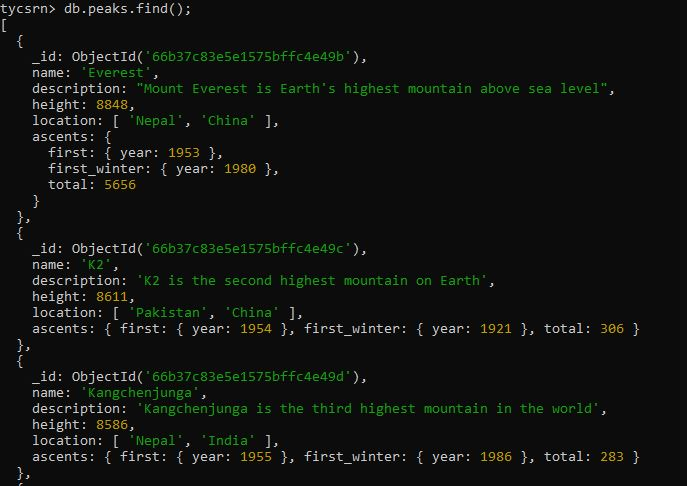 tycsrn> db.peaks.find();
[
  {
    _id: ObjectId('66b37c83e5e1575bffc4e49b'),
    name: 'Everest',
    description: "Mount Everest is Earth's highest mountain above sea level",
    height: 8848,
    location: [ 'Nepal', 'China' ],
    ascents: {
      first: { year: 1953 },
      first_winter: { year: 1980 },
      total: 5656
    }
  },
  {
    _id: ObjectId('66b37c83e5e1575bffc4e49c'),
    name: 'K2',
    description: 'K2 is the second highest mountain on Earth',
    height: 8611,
    location: [ 'Pakistan', 'China' ],
    ascents: { first: { year: 1954 }, first_winter: { year: 1921 }, total: 306 }
  },
  {
    _id: ObjectId('66b37c83e5e1575bffc4e49d'),
    name: 'Kangchenjunga',
    description: 'Kangchenjunga is the third highest mountain in the world',
    height: 8586,
    location: [ 'Nepal', 'India' ],
    ascents: { first: { year: 1955 }, first_winter: { year: 1986 }, total: 283 }
  },